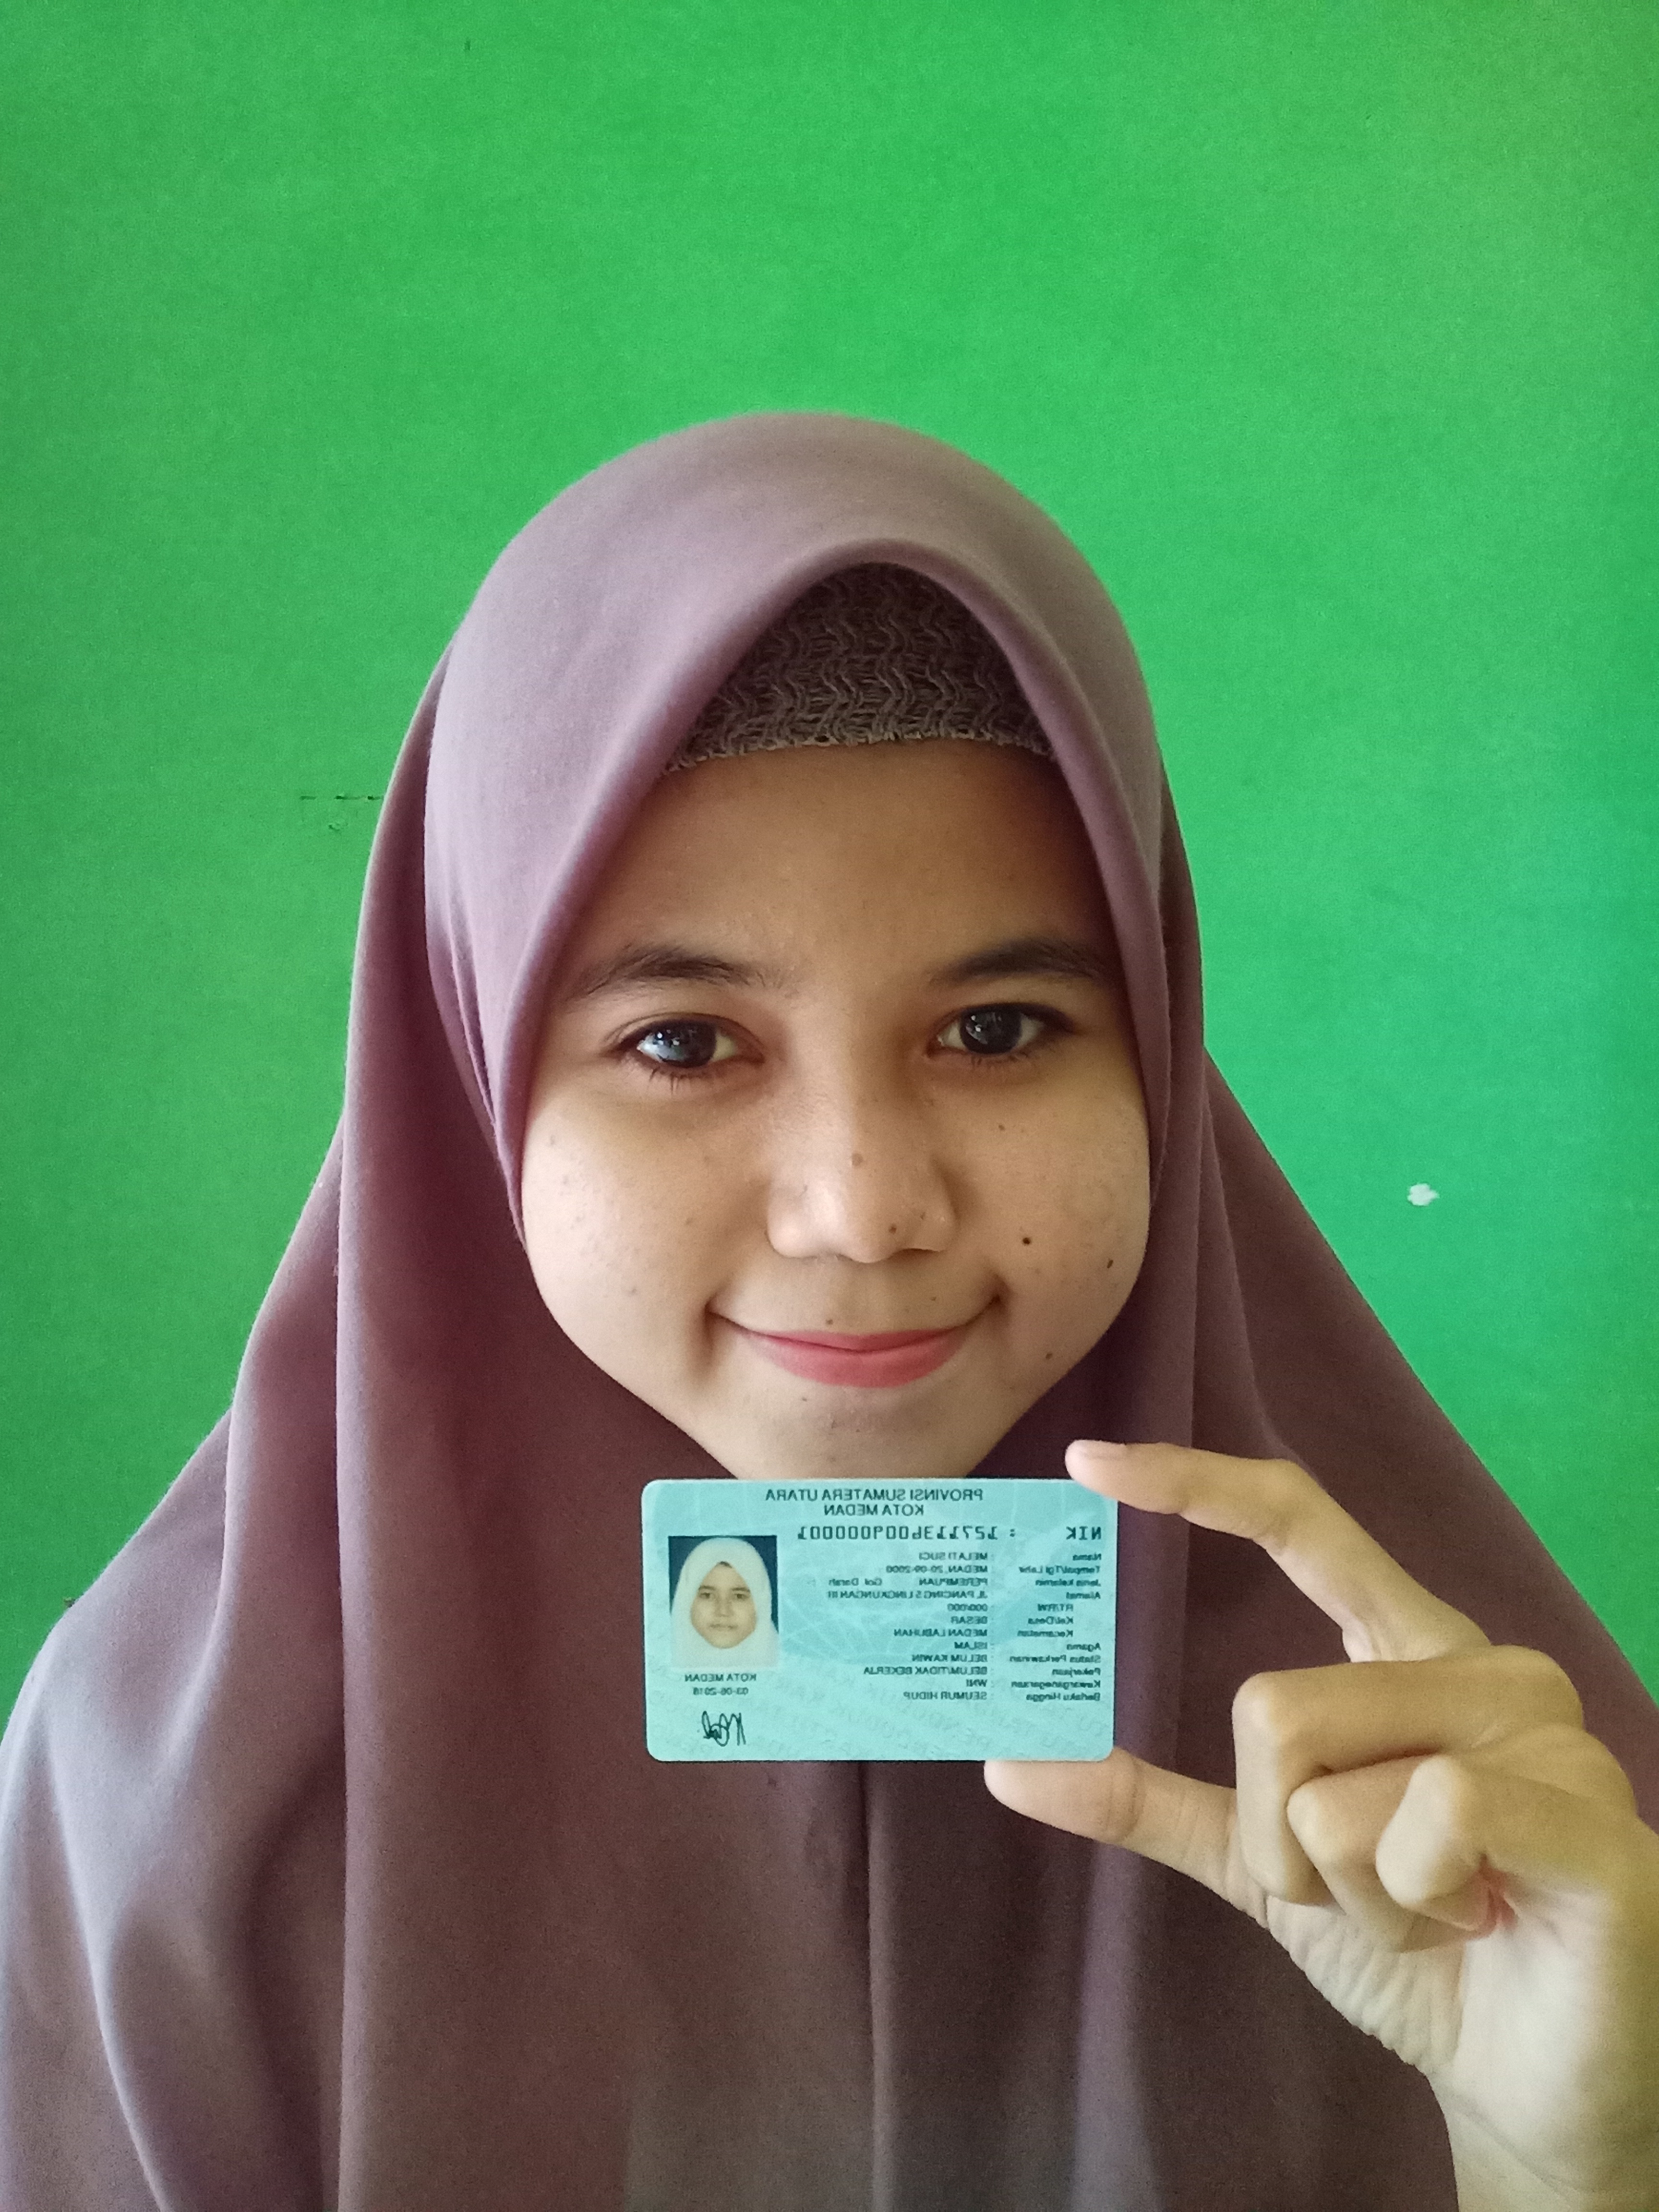 PROVINSI SUMATERA UTARA
KOTA MEDAN
NIK : 1271136009000001
Nama : MELATI SUCI
Tempat/Tgl Lahir : MEDAN, 20-09-2000
Jenis kelamin : PEREMPUAN Gol. Darah :
Alamat : JL PANCING 5 LINGKUNGAN III
RT/RW : 000/000
Kel/Desa : BESAR
Kecamatan : MEDAN LABUHAN
Agama : ISLAM
Status Perkawinan : BELUM KAWIN
Pekerjaan : BELUM/TIDAK BEKERJA
Kewarganegaraan : WNI
Berlaku Hingga : SEUMUR HIDUP
KOTA MEDAN
03-06-2018